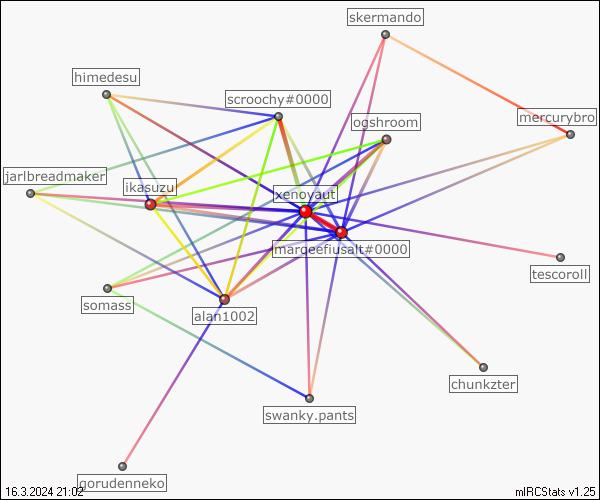 skermando
himedesu
scroochy#0000
mercurybro
ogshroom
jarlbreadmaker
ikasuzu
xenoyaut
margeefiusalt#0000
tescoroll
somass
alan1002
chunkzter
swanky.pants
gorudenneko
16.3.2024 21:02
mIRCStats v1.25